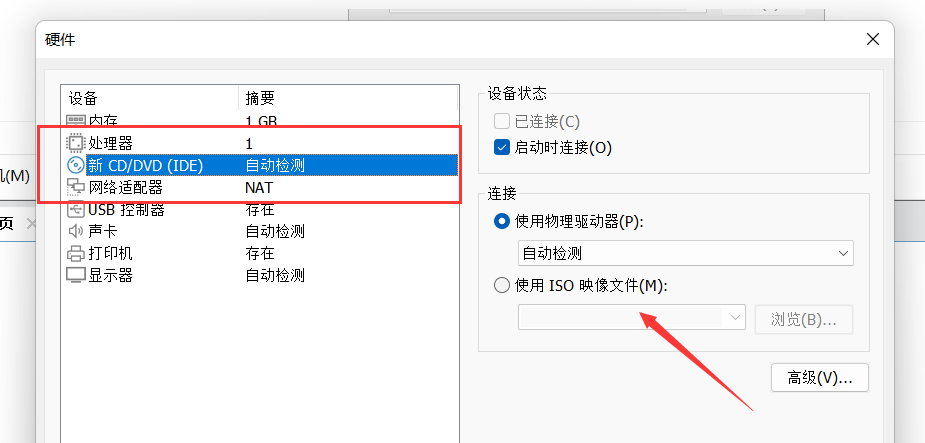 硬件
设备 摘要
内存 1 GB
处理器 1
新 CD/DVD (IDE) 自动检测
网络适配器 NAT
USB 控制器 存在
声卡 自动检测
打印机 存在
显示器 自动检测
设备状态
已连接(C)
启动时连接(O)
连接
使用物理驱动器(P):
自动检测
使用 ISO 映像文件(M):
浏览(B)...
高级(V)...
(M)
页